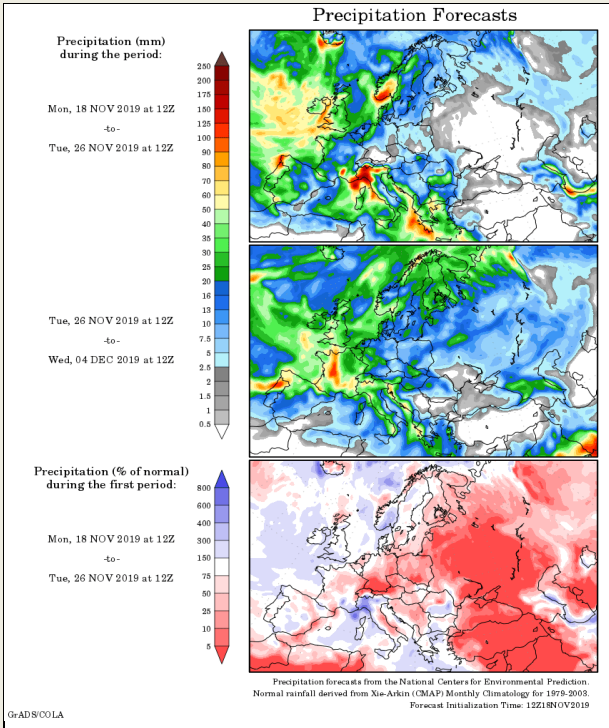 Precipitation Forecasts
Precipitation (mm)
during the period:
Mon, 18 NOV 2019 at 12Z
-to-
Tue, 26 NOV 2019 at 12Z
250
200
175
150
125
100
90
80
70
60
50
40
35
30
25
20
16
13
10
7.5
5
2.5
2
1.5
1
0.5
Tue, 26 NOV 2019 at 12Z
-to-
Wed, 04 DEC 2019 at 12Z
Precipitation (% of normal)
during the first period:
Mon, 18 NOV 2019 at 12Z
-to-
Tue, 26 NOV 2019 at 12Z
800
600
400
300
150
75
50
25
10
5
Precipitation forecasts from the National Centers for Environmental Prediction.
Normal rainfall derived from Xie-Arkin (CMAP) Monthly Climatology for 1979-2003.
Forecast Initialization Time: 12Z18NOV2019
GrADS/COLA